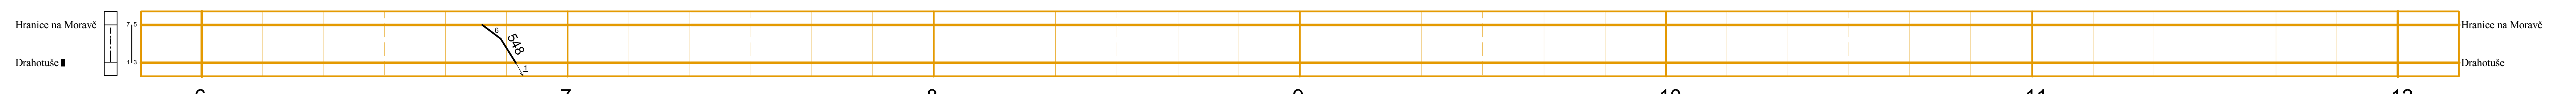 Hranice na Moravě 7 5 6 548 Hranice na Moravě
Drahotuše 1 3 1 Drahotuše
6 7 8 9 10 11 12